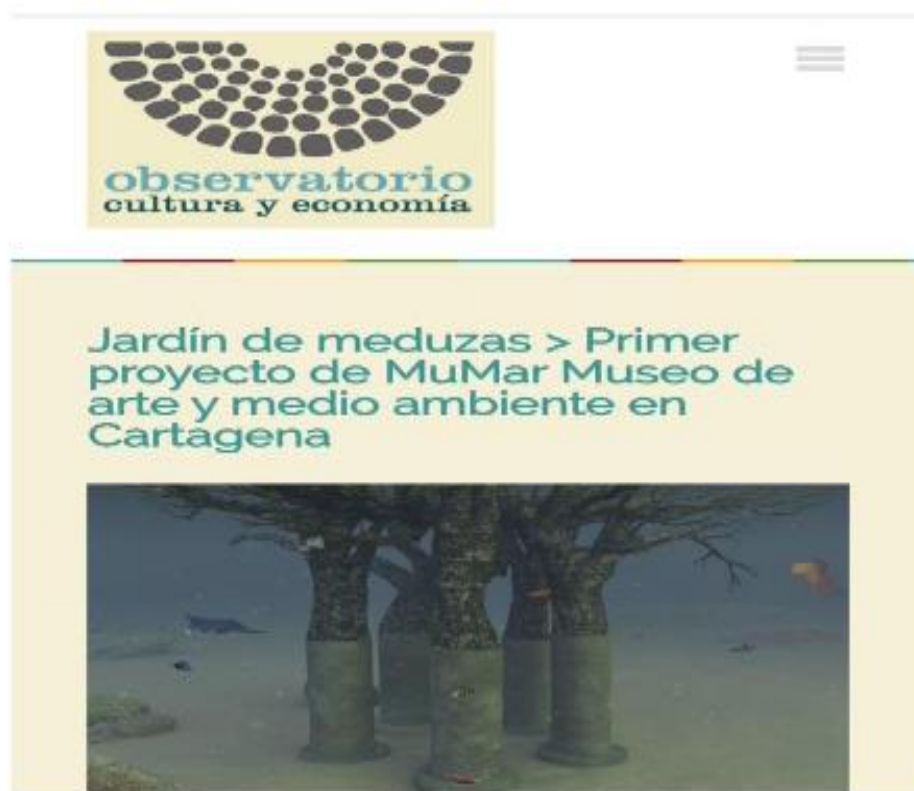 observatorio
cultura y economía
Jardín de meduzas > Primer
proyecto de MuMar Museo de
arte y medio ambiente en
Cartagena